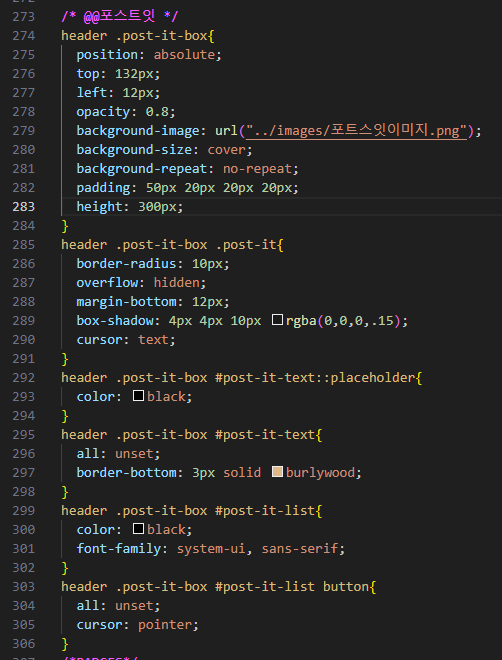 273 /* @@포스트잇 */
274 header .post-it-box{
275 position: absolute;
276 top: 132px;
277 left: 12px;
278 opacity: 0.8;
279 background-image: url("../images/포트스잇이미지.png");
280 background-size: cover;
281 background-repeat: no-repeat;
282 padding: 50px 20px 20px 20px;
283 height: 300px;
284 }
285 header .post-it-box .post-it{
286 border-radius: 10px;
287 overflow: hidden;
288 margin-bottom: 12px;
289 box-shadow: 4px 4px 10px rgba(0,0,0,.15);
290 cursor: text;
291 }
292 header .post-it-box #post-it-text::placeholder{
293 color: black;
294 }
295 header .post-it-box #post-it-text{
296 all: unset;
297 border-bottom: 3px solid burlywood;
298 }
299 header .post-it-box #post-it-list{
300 color: black;
301 font-family: system-ui, sans-serif;
302 }
303 header .post-it-box #post-it-list button{
304 all: unset;
305 cursor: pointer;
306 }